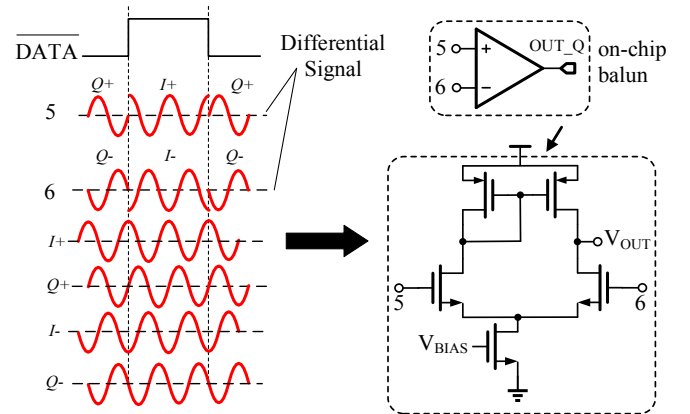 DATA
Q+ I+ Q+
5
Q- I- Q-
6
I+
Q+
I-
Q-
Differential
Signal
5 +
6 −
OUT_Q
on-chip
balun
VOUT
5
6
VBIAS